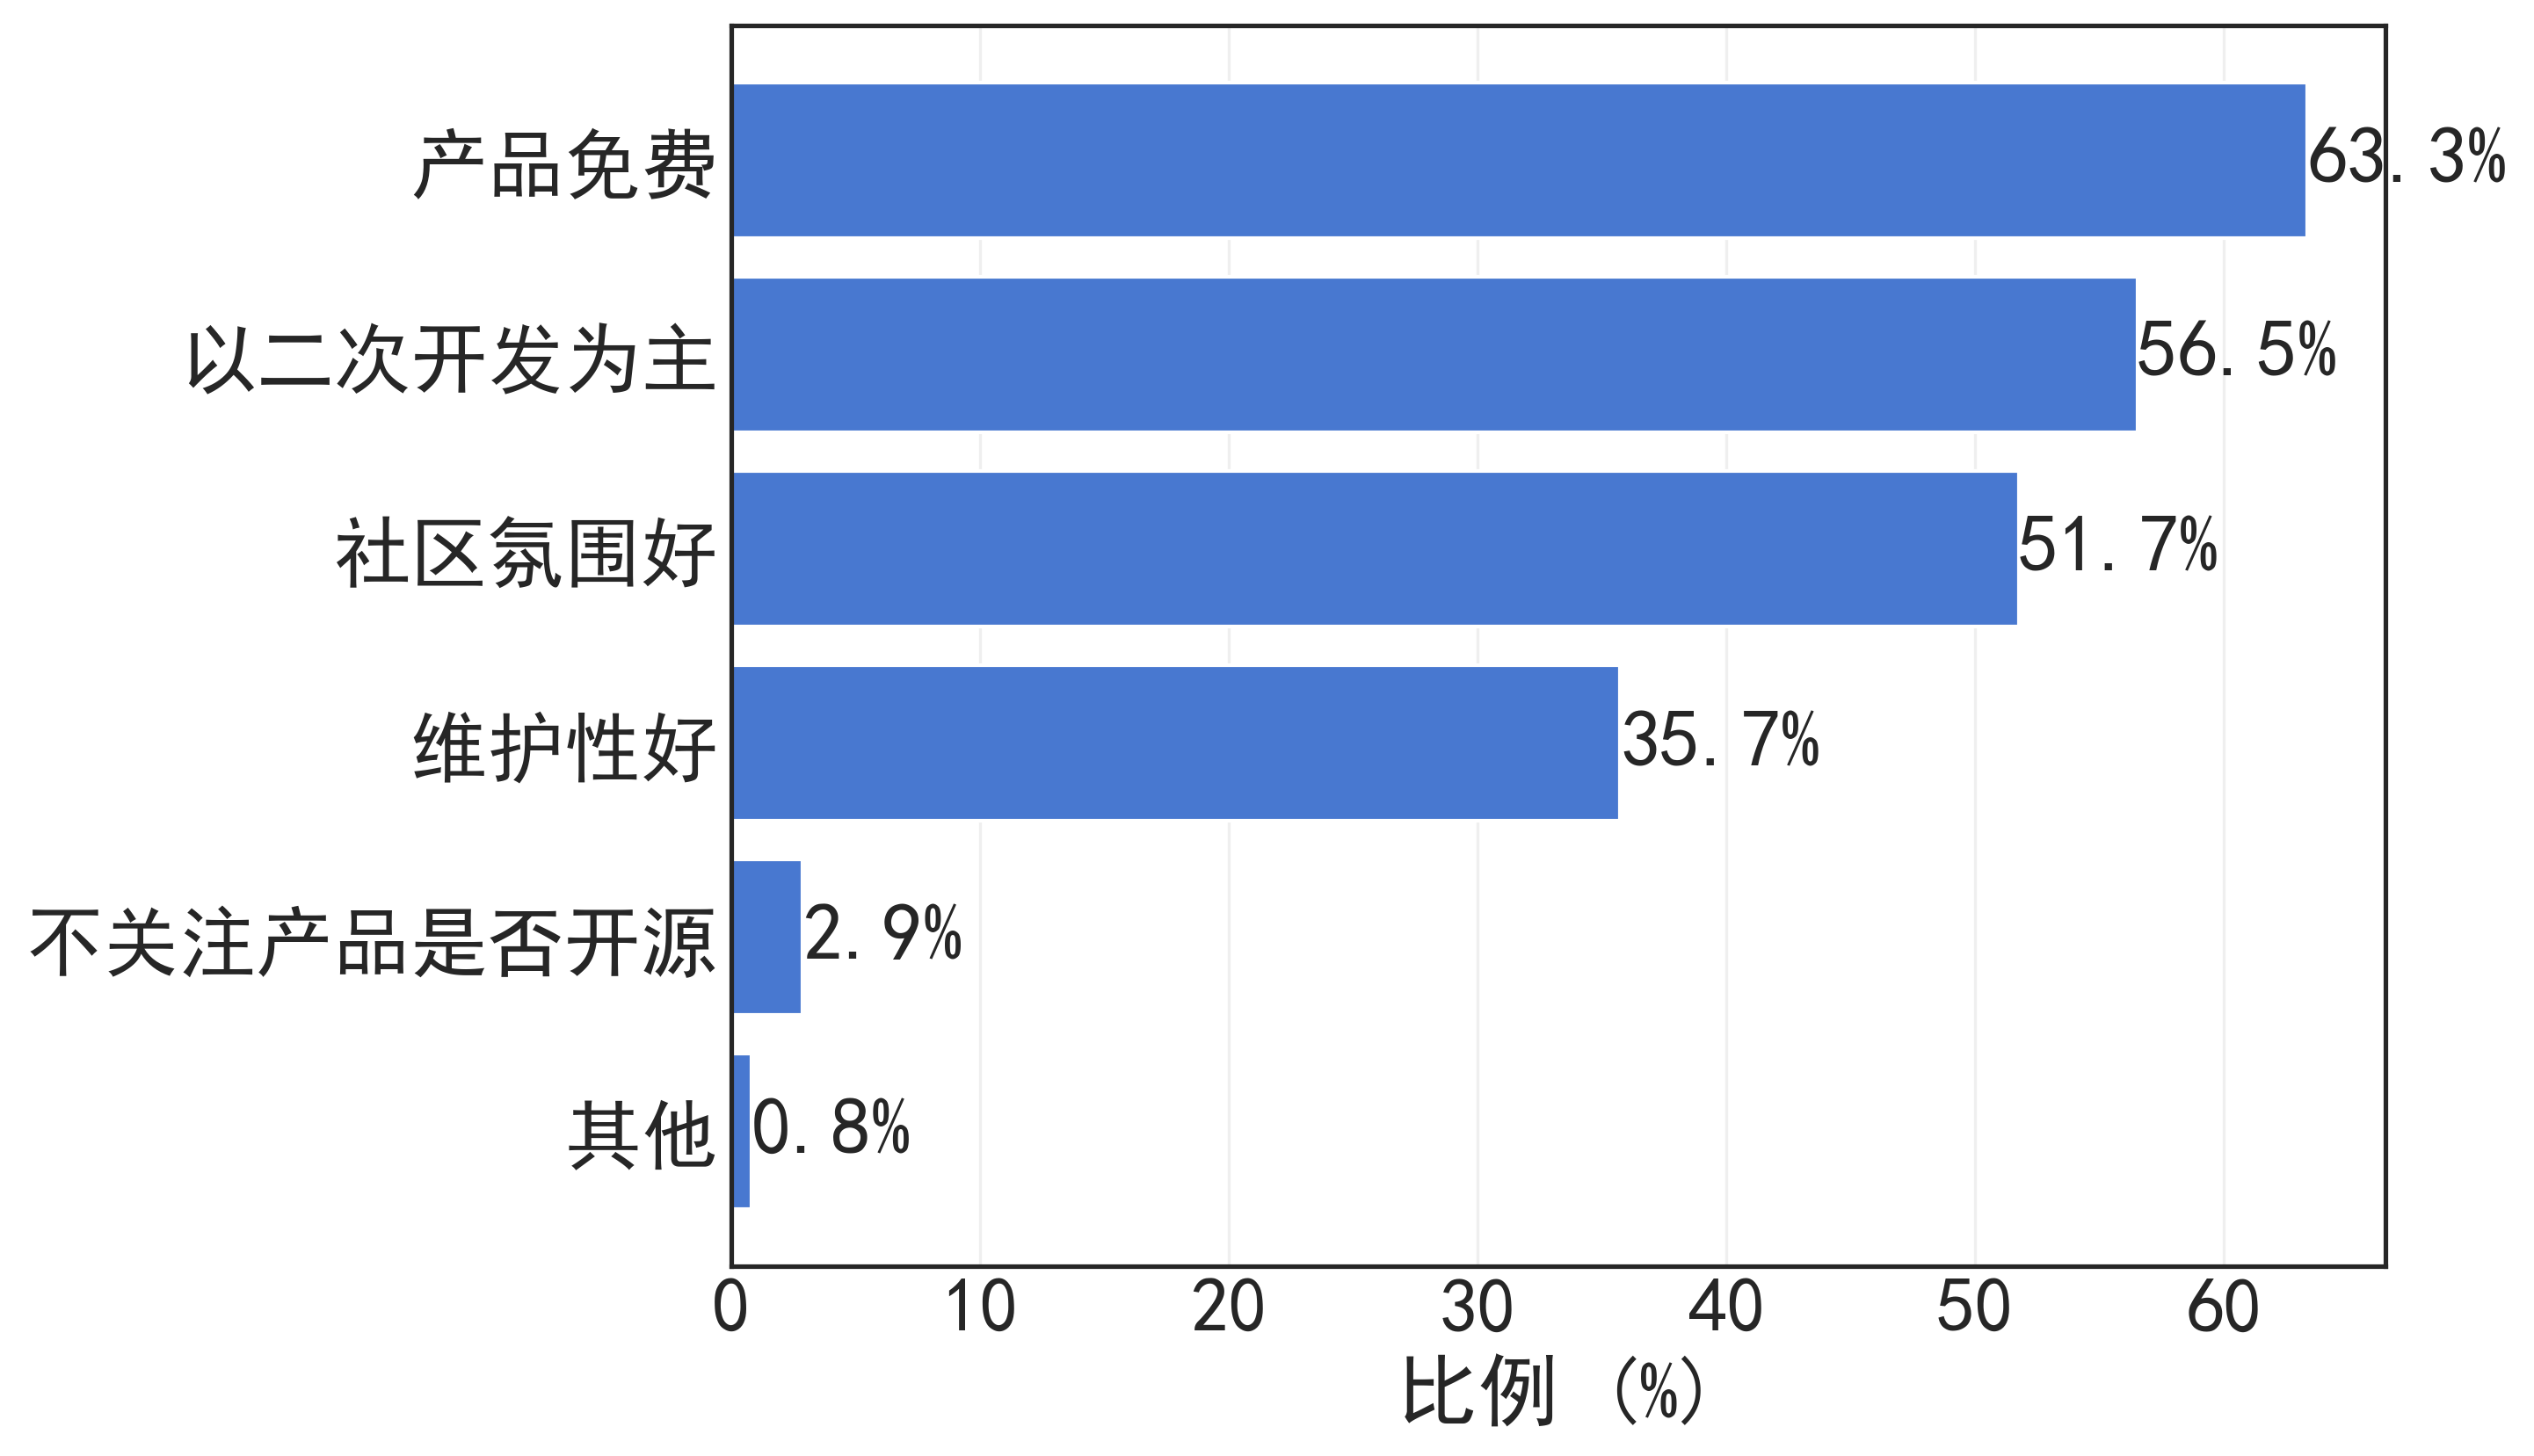 产品免费 63.3%
以二次开发为主 56.5%
社区氛围好 51.7%
维护性好 35.7%
不关注产品是否开源 2.9%
其他 0.8%
0 10 20 30 40 50 60
比例 (%)